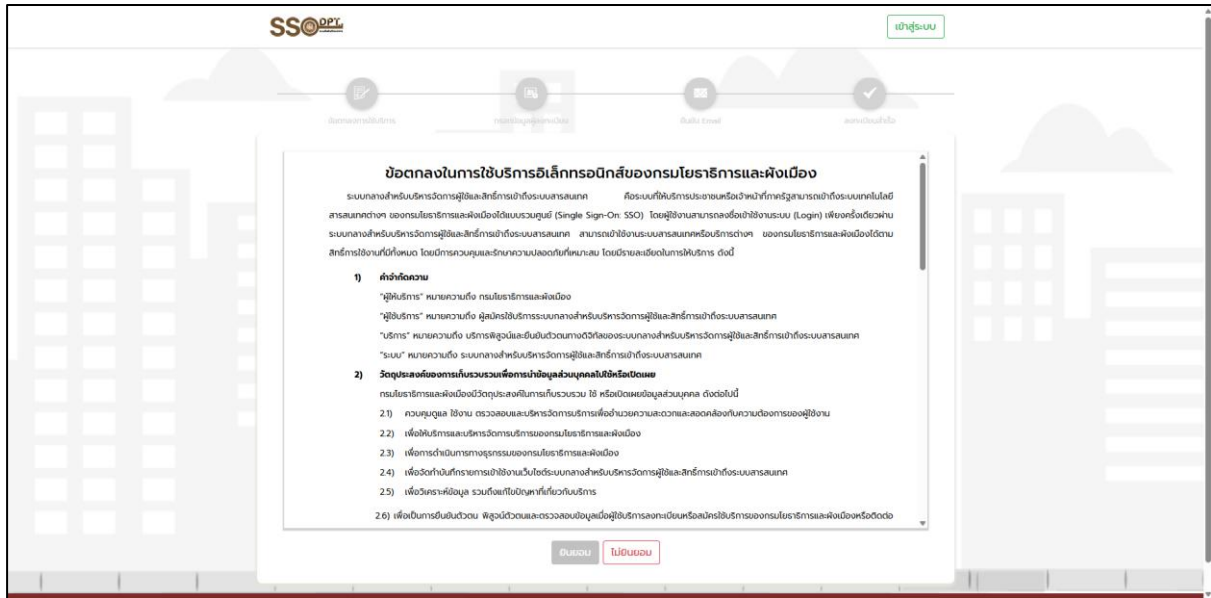 SSO DPT.
เข้าสู่ระบบ
ข้อตกลงการใช้บริการ
กรอกข้อมูลผู้ลงทะเบียน
ยืนยัน Email
ลงทะเบียนสำเร็จ
ข้อตกลงในการใช้บริการอิเล็กทรอนิกส์ของกรมโยธาธิการและผังเมือง
ระบบกลางสำหรับบริหารจัดการผู้ใช้และสิทธิ์การเข้าถึงระบบสารสนเทศ คือระบบที่ให้บริการประชาชนหรือเจ้าหน้าที่ภาครัฐสามารถเข้าถึงระบบเทคโนโลยี
สารสนเทศต่างๆ ของกรมโยธาธิการและผังเมืองได้แบบรวมศูนย์ (Single Sign-On: SSO) โดยผู้ใช้งานสามารถลงชื่อเข้าใช้งานระบบ (Login) เพียงครั้งเดียวผ่าน
ระบบกลางสำหรับบริหารจัดการผู้ใช้และสิทธิ์การเข้าถึงระบบสารสนเทศ สามารถเข้าใช้งานระบบสารสนเทศหรือบริการต่างๆ ของกรมโยธาธิการและผังเมืองได้ตาม
สิทธิ์การใช้งานที่มีทั้งหมด โดยมีการควบคุมและรักษาความปลอดภัยที่เหมาะสม โดยมีรายละเอียดในการให้บริการ ดังนี้
1) คำจำกัดความ
"ผู้ให้บริการ" หมายความถึง กรมโยธาธิการและผังเมือง
"ผู้ใช้บริการ" หมายความถึง ผู้สมัครใช้บริการระบบกลางสำหรับบริหารจัดการผู้ใช้และสิทธิ์การเข้าถึงระบบสารสนเทศ
"บริการ" หมายความถึง บริการพิสูจน์และยืนยันตัวตนทางดิจิทัลของระบบกลางสำหรับบริหารจัดการผู้ใช้และสิทธิ์การเข้าถึงระบบสารสนเทศ
"ระบบ" หมายความถึง ระบบกลางสำหรับบริหารจัดการผู้ใช้และสิทธิ์การเข้าถึงระบบสารสนเทศ
2) วัตถุประสงค์ของการเก็บรวบรวมเพื่อการนำข้อมูลส่วนบุคคลไปใช้หรือเปิดเผย
กรมโยธาธิการและผังเมืองมีวัตถุประสงค์ในการเก็บรวบรวม ใช้ หรือเปิดเผยข้อมูลส่วนบุคคล ดังต่อไปนี้
2.1) ควบคุมดูแล ใช้งาน ตรวจสอบและบริหารจัดการบริการเพื่ออำนวยความสะดวกและสอดคล้องกับความต้องการของผู้ใช้งาน
2.2) เพื่อให้บริการและบริหารจัดการบริการของกรมโยธาธิการและผังเมือง
2.3) เพื่อการดำเนินการทางธุรกรรมของกรมโยธาธิการและผังเมือง
2.4) เพื่อจัดทำบันทึกรายการเข้าใช้งานเว็บไซต์ระบบกลางสำหรับบริหารจัดการผู้ใช้และสิทธิ์การเข้าถึงระบบสารสนเทศ
2.5) เพื่อวิเคราะห์ข้อมูล รวมถึงแก้ไขปัญหาที่เกี่ยวกับบริการ
2.6) เพื่อเป็นการยืนยันตัวตน พิสูจน์ตัวตนและตรวจสอบข้อมูลเมื่อผู้ใช้บริการลงทะเบียนหรือสมัครใช้บริการของกรมโยธาธิการและผังเมืองหรือติดต่อ
ยินยอม
ไม่ยินยอม